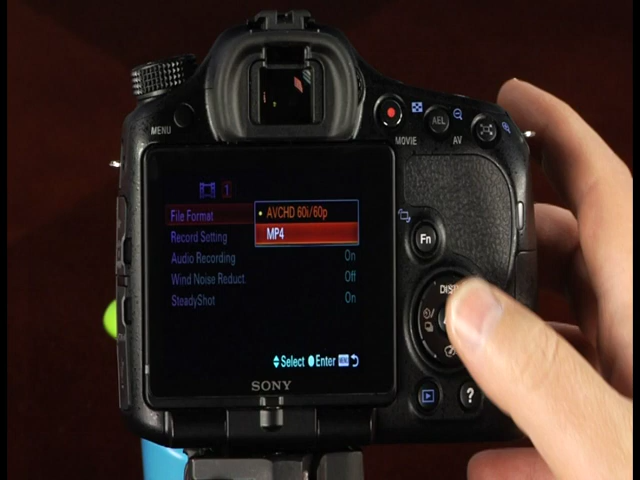 MENU
MOVIE
AEL
AV
1
File Format
AVCHD 60i/60p
MP4
Record Setting
Audio Recording On
Wind Noise Reduct. Off
SteadyShot On
Select Enter MENU
Fn
DISP
?
SONY